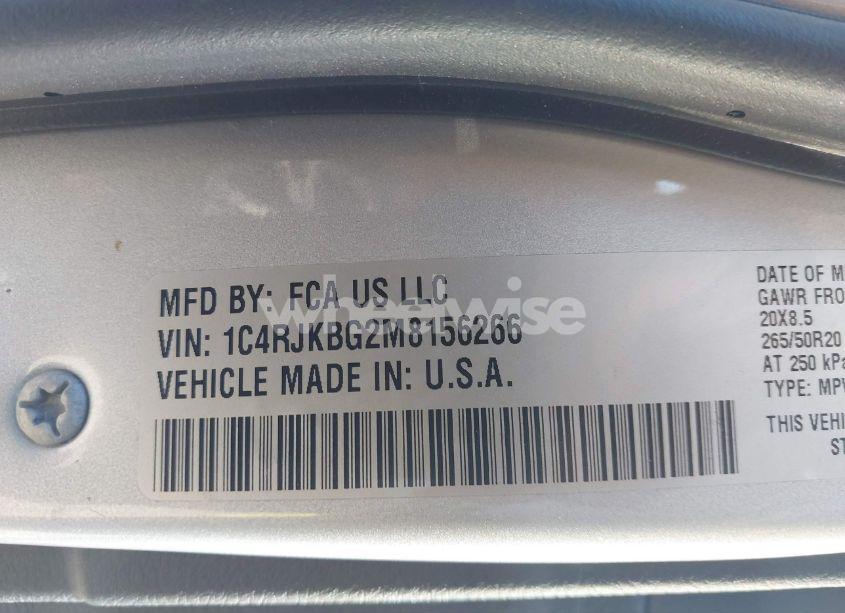 MFD BY: FCA US LLC
VIN: 1C4RJKBG2M8156266
VEHICLE MADE IN: U.S.A.
wheelwise
DATE OF M
GAWR FRO
20X8.5
265/50R20
AT 250 kPa
TYPE: MPV
THIS VEHI
ST